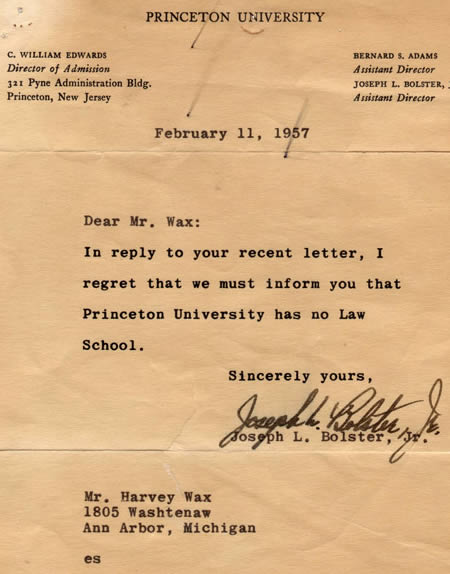 PRINCETON UNIVERSITY
C. WILLIAM EDWARDS
Director of Admission
321 Pyne Administration Bldg.
Princeton, New Jersey
BERNARD S. ADAMS
Assistant Director
JOSEPH L. BOLSTER, J
Assistant Director
February 11, 1957
Dear Mr. Wax:
In reply to your recent letter, I
regret that we must inform you that
Princeton University has no Law
School.
Sincerely yours,
Joseph L. Bolster, Jr.
Joseph L. Bolster, Jr.
Mr. Harvey Wax
1805 Washtenaw
Ann Arbor, Michigan
es